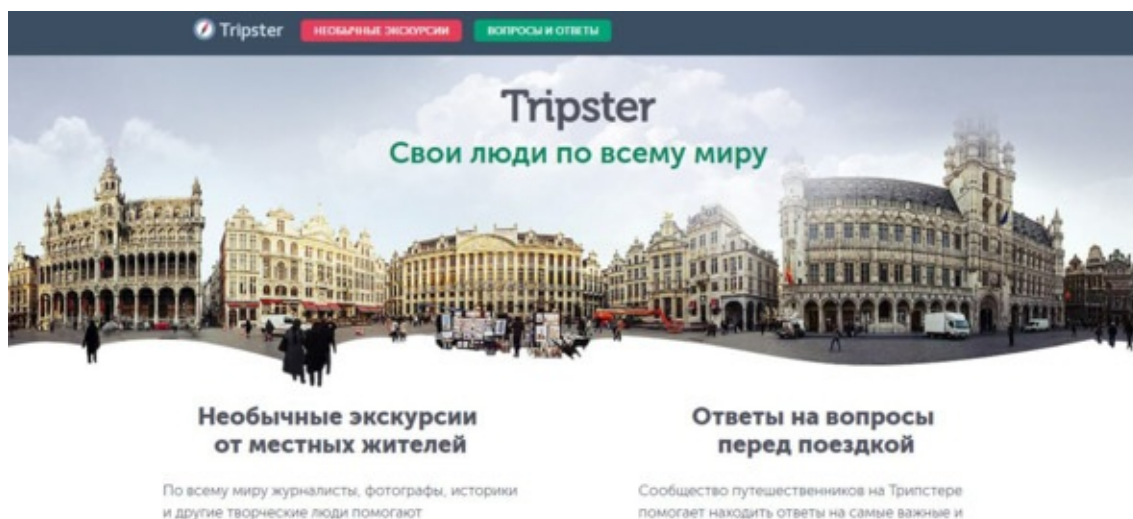 Tripster
НЕОБЫЧНЫЕ ЭКСКУРСИИ
ВОПРОСЫ И ОТВЕТЫ
Tripster
Свои люди по всему миру
Необычные экскурсии
от местных жителей
По всему миру журналисты, фотографы, историки
и другие творческие люди помогают
Ответы на вопросы
перед поездкой
Сообщество путешественников на Трипстере
помогает находить ответы на самые важные и